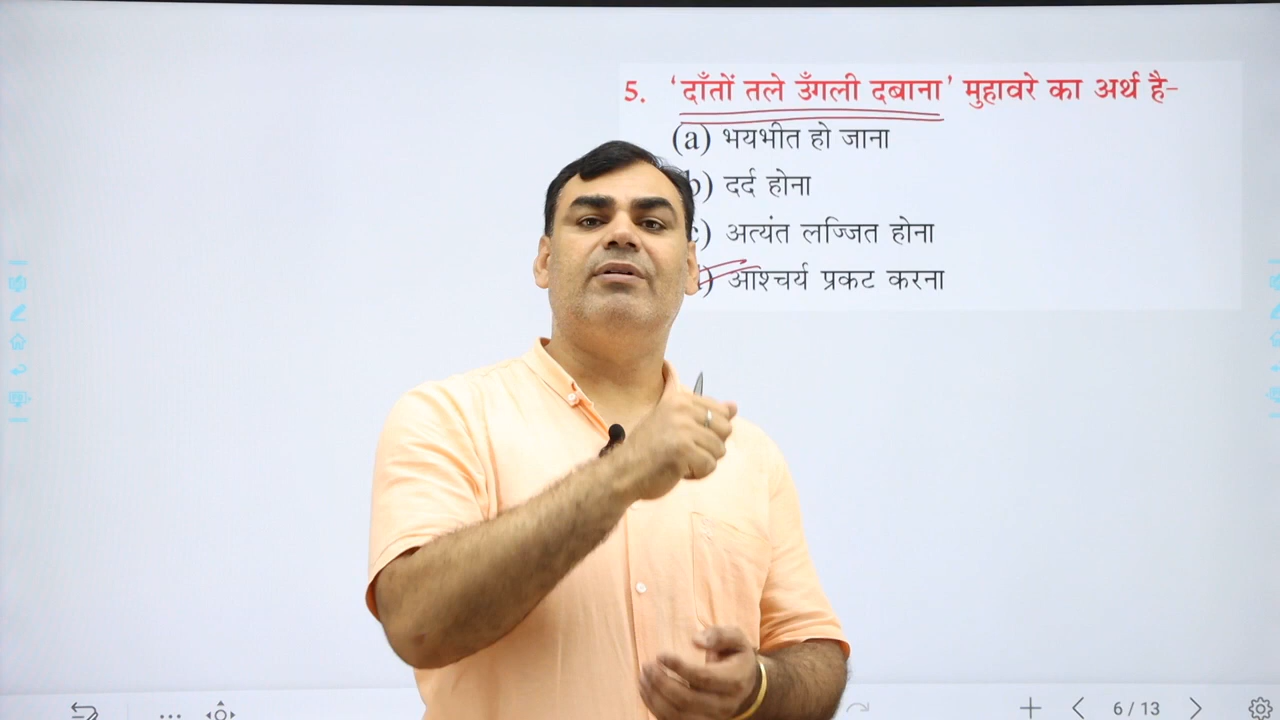 5. 'दाँतों तले उँगली दबाना' मुहावरे का अर्थ है-
(a) भयभीत हो जाना
b) दर्द होना
c) अत्यंत लज्जित होना
) आश्चर्य प्रकट करना
6/13